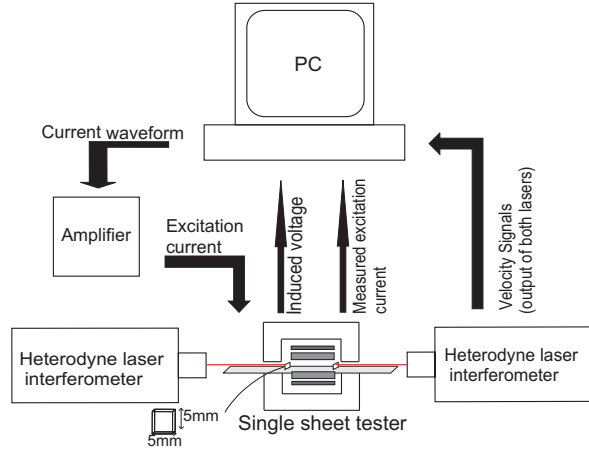 PC
Current waveform
Amplifier
Excitation
current
Induced voltage
Measured excitation
current
Velocity Signals
(output of both lasers)
Heterodyne laser
interferometer
Heterodyne laser
interferometer
5mm
5mm
Single sheet tester